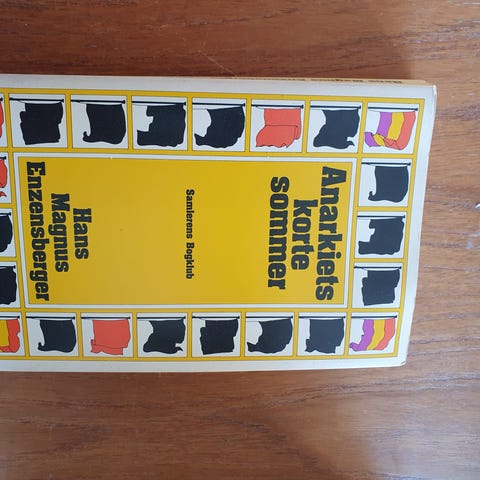 Anarkiets
korte
sommer
Samlerens Bogklub
Hans
Magnus
Enzensberger